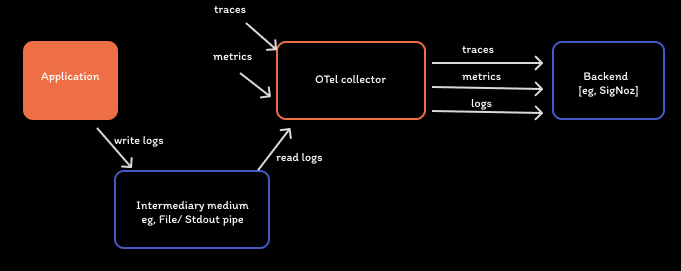 traces
metrics
Application
OTel collector
traces
metrics
logs
Backend
[eg, SigNoz]
write logs
read logs
Intermediary medium
eg, File/ Stdout pipe